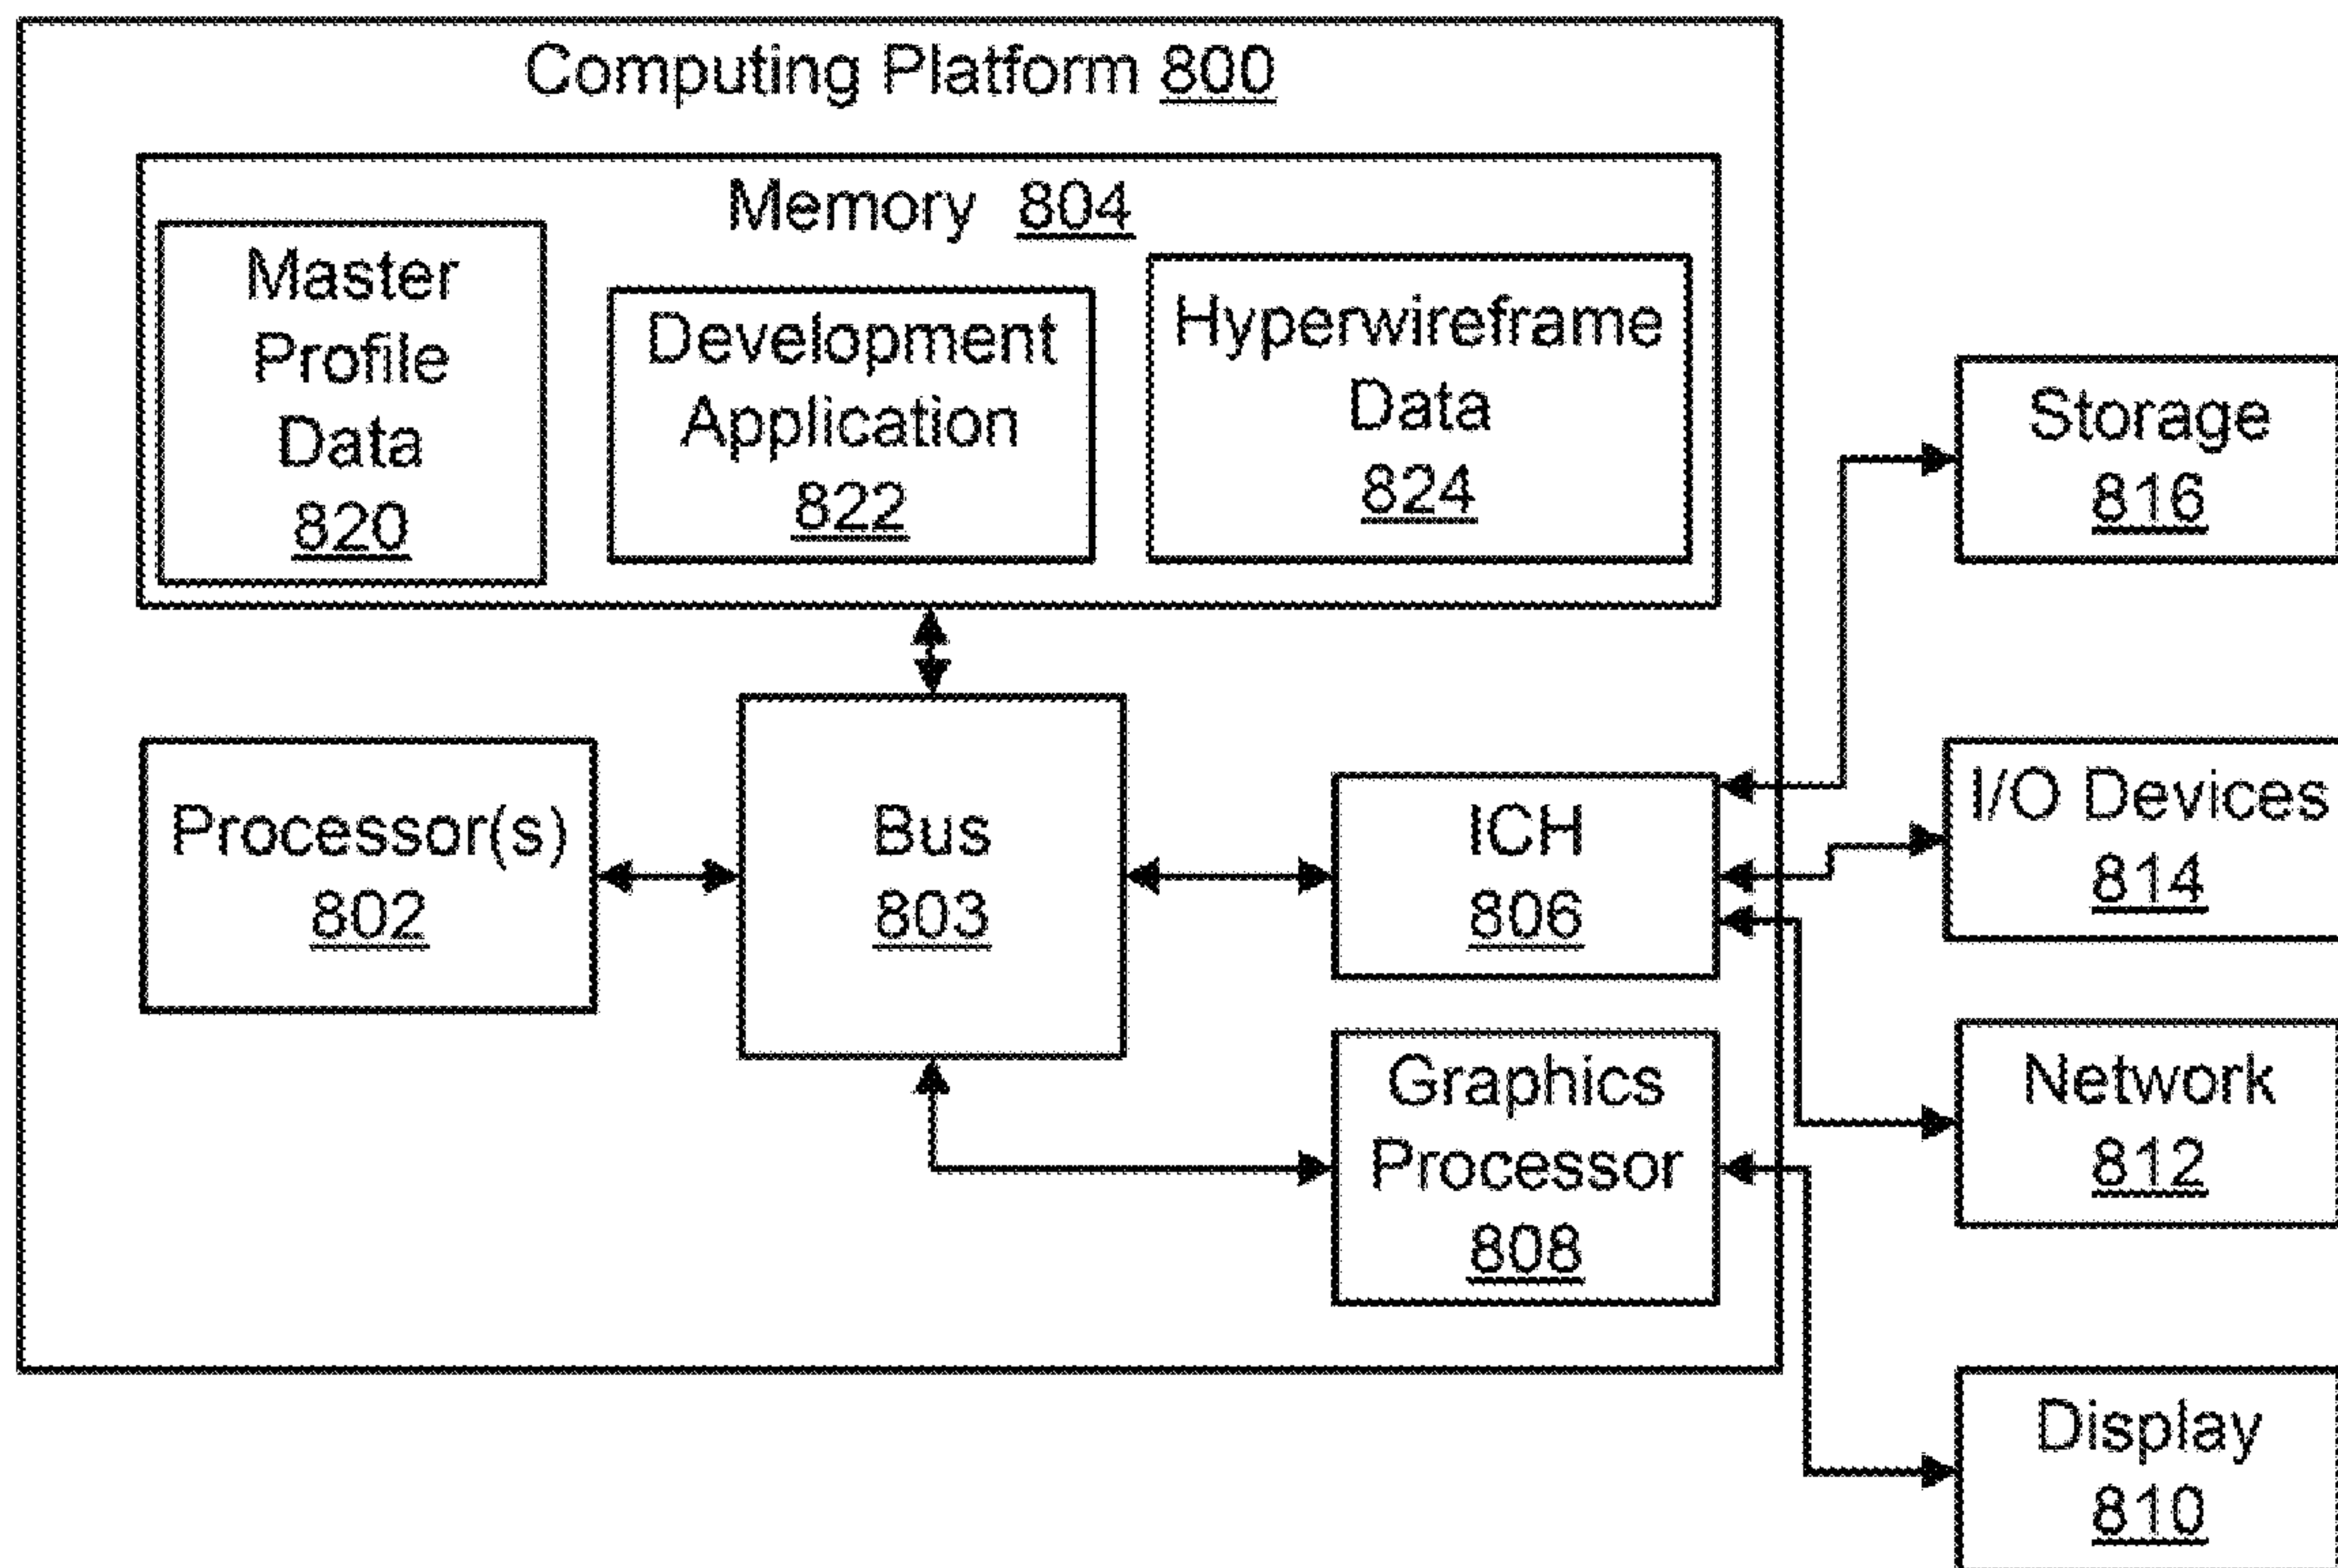 Computing Platform 800
Memory 804
Master
Profile
Data
820
Development
Application
822
Hyperwireframe
Data
824
Storage
816
Processor(s)
802
Bus
803
ICH
806
I/O Devices
814
Graphics
Processor
808
Network
812
Display
810